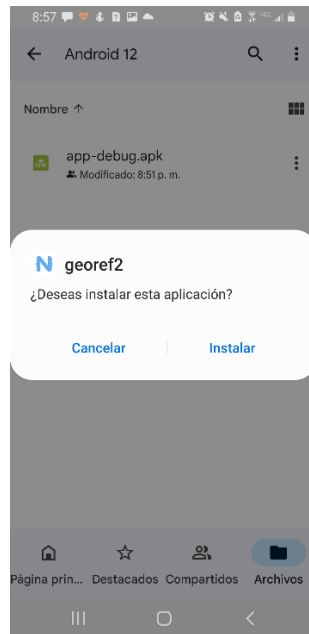 8:57
Android 12
Nombre ↑
app-debug.apk
Modificado: 8:51 p. m.
N georef2
¿Deseas instalar esta aplicación?
Cancelar
Instalar
Página prin... Destacados Compartidos Archivos